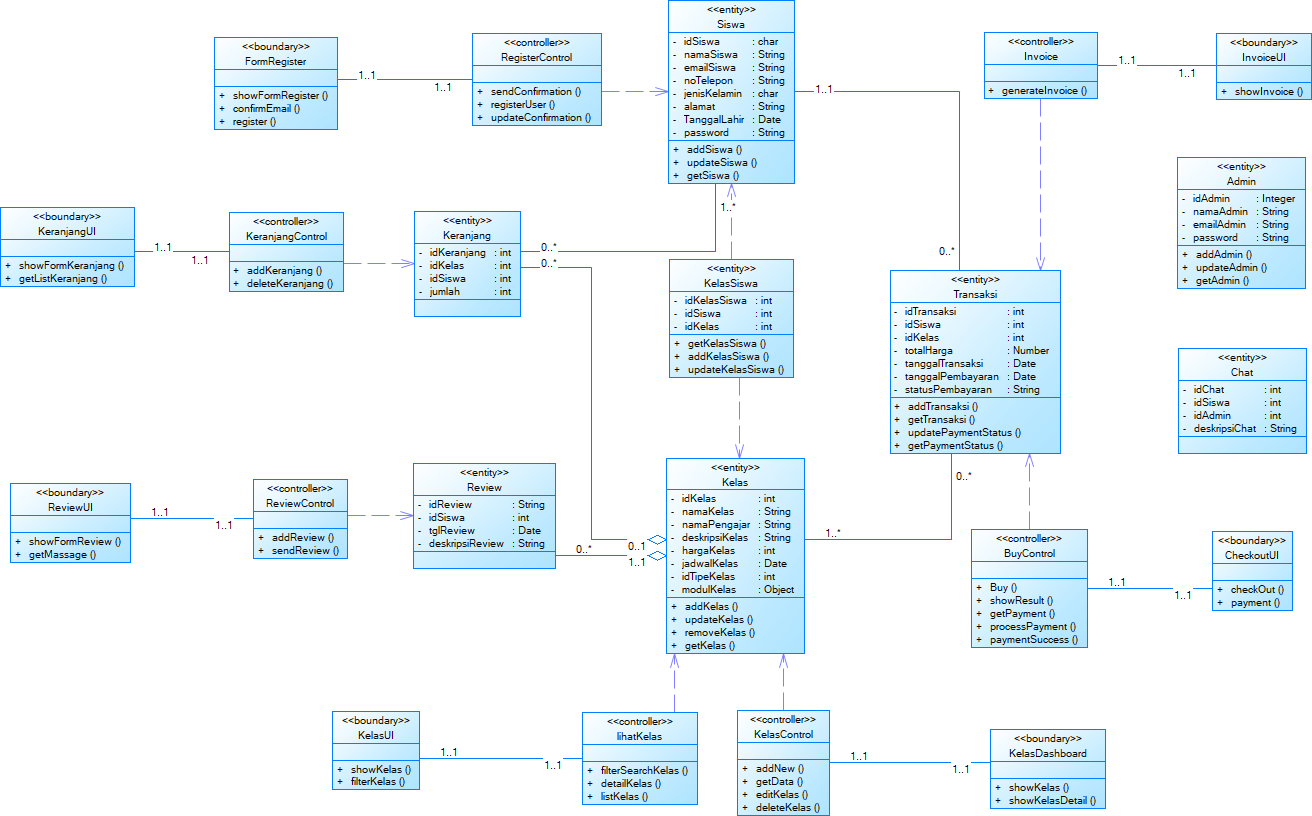 <<boundary>>
FormRegister
+ showFormRegister ()
+ confirmEmail ()
+ register ()
1..1
1..1
<<controller>>
RegisterControl
+ sendConfirmation ()
+ registerUser ()
+ updateConfirmation ()
<<entity>>
Siswa
- idSiswa : char
- namaSiswa : String
- emailSiswa : String
- noTelepon : String
- jenisKelamin : char
- alamat : String
- TanggalLahir : Date
- password : String
+ addSiswa ()
+ updateSiswa ()
+ getSiswa ()
1..1
<<controller>>
Invoice
+ generateInvoice ()
1..1
1..1
<<boundary>>
InvoiceUI
+ showInvoice ()
<<entity>>
Admin
- idAdmin : Integer
- namaAdmin : String
- emailAdmin : String
- password : String
+ addAdmin ()
+ updateAdmin ()
+ getAdmin ()
<<boundary>>
KeranjangUI
+ showFormKeranjang ()
+ getListKeranjang ()
1..1
1..1
<<controller>>
KeranjangControl
+ addKeranjang ()
+ deleteKeranjang ()
<<entity>>
Keranjang
- idKeranjang : int
- idKelas : int
- idSiswa : int
- jumlah : int
0..*
0..*
1..*
<<entity>>
KelasSiswa
- idKelasSiswa : int
- idSiswa : int
- idKelas : int
+ getKelasSiswa ()
+ addKelasSiswa ()
+ updateKelasSiswa ()
0..*
<<entity>>
Transaksi
- idTransaksi : int
- idSiswa : int
- idKelas : int
- totalHarga : Number
- tanggalTransaksi : Date
- tanggalPembayaran : Date
- statusPembayaran : String
+ addTransaksi ()
+ getTransaksi ()
+ updatePaymentStatus ()
+ getPaymentStatus ()
0..*
<<entity>>
Chat
- idChat : int
- idSiswa : int
- idAdmin : int
- deskripsiChat : String
<<boundary>>
ReviewUI
+ showFormReview ()
+ getMassage ()
1..1
1..1
<<controller>>
ReviewControl
+ addReview ()
+ sendReview ()
<<entity>>
Review
- idReview : String
- idSiswa : int
- tglReview : Date
- deskripsiReview : String
0..*
0..1
1..1
<<entity>>
Kelas
- idKelas : int
- namaKelas : String
- namaPengajar : String
- deskripsiKelas : String
- hargaKelas : int
- jadwalKelas : Date
- idTipeKelas : int
- modulKelas : Object
+ addKelas ()
+ updateKelas ()
+ removeKelas ()
+ getKelas ()
1..*
<<controller>>
BuyControl
+ Buy ()
+ showResult ()
+ getPayment ()
+ processPayment ()
+ paymentSuccess ()
1..1
1..1
<<boundary>>
CheckoutUI
+ checkOut ()
+ payment ()
<<boundary>>
KelasUI
+ showKelas ()
+ filterKelas ()
1..1
1..1
<<controller>>
lihatKelas
+ filterSearchKelas ()
+ detailKelas ()
+ listKelas ()
<<controller>>
KelasControl
+ addNew ()
+ getData ()
+ editKelas ()
+ deleteKelas ()
1..1
1..1
<<boundary>>
KelasDashboard
+ showKelas ()
+ showKelasDetail ()